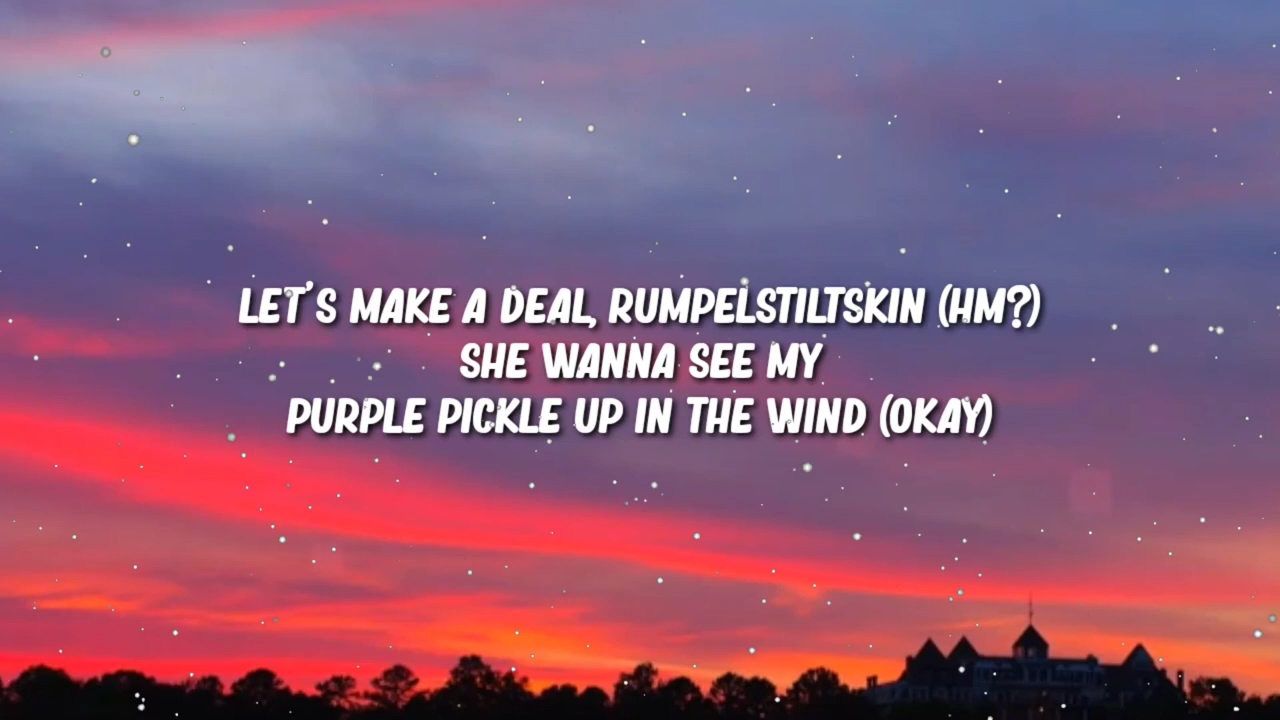 LET'S MAKE A DEAL, RUMPELSTILTSKIN (HM?)
SHE WANNA SEE MY
PURPLE PICKLE UP IN THE WIND (OKAY)